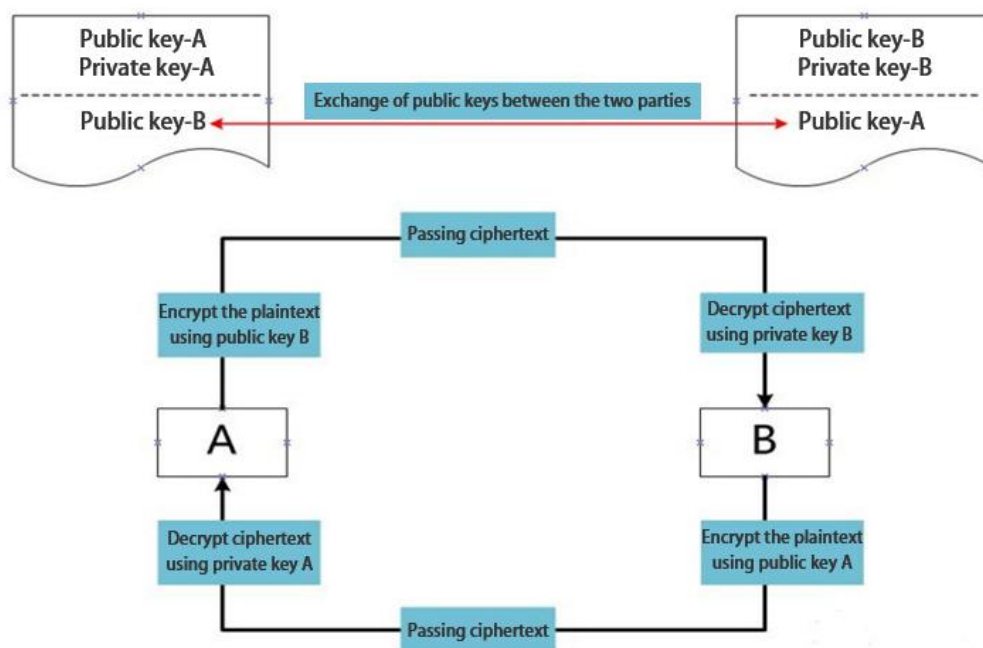 Public key-A
Private key-A
Public key-B
Private key-B
Exchange of public keys between the two parties
Public key-B
Public key-A
Passing ciphertext
Encrypt the plaintext
using public key B
Decrypt ciphertext
using private key B
A
B
Decrypt ciphertext
using private key A
Encrypt the plaintext
using public key A
Passing ciphertext